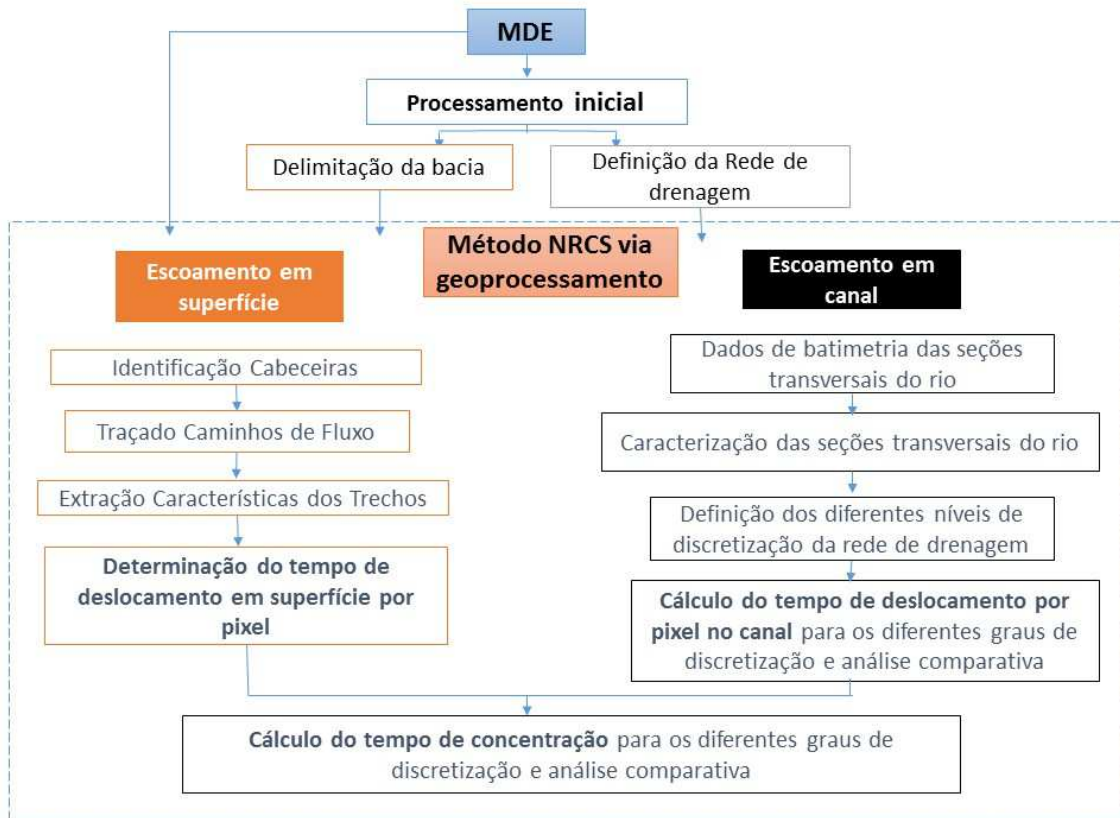 MDE
Processamento inicial
Delimitação da bacia
Definição da Rede de
drenagem
Método NRCS via
geoprocessamento
Escoamento em
superfície
Identificação Cabeceiras
Traçado Caminhos de Fluxo
Extração Características dos Trechos
Determinação do tempo de
deslocamento em superfície por
pixel
Escoamento em
canal
Dados de batimetria das seções
transversais do rio
Caracterização das seções transversais do rio
Definição dos diferentes níveis de
discretização da rede de drenagem
Cálculo do tempo de deslocamento por
pixel no canal para os diferentes graus de
discretização e análise comparativa
Cálculo do tempo de concentração para os diferentes graus de
discretização e análise comparativa